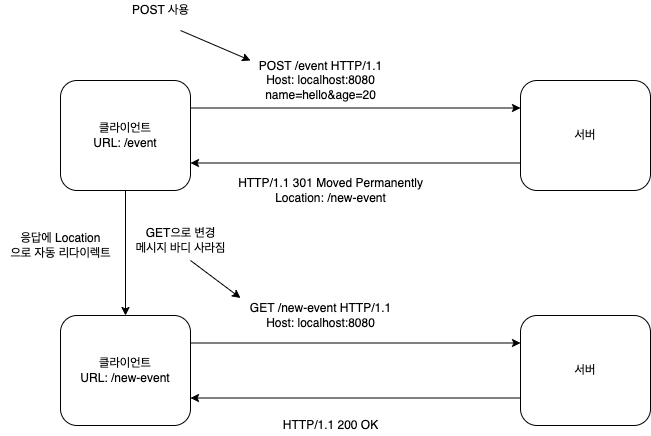 POST 사용
POST /event HTTP/1.1
Host: localhost:8080
name=hello&age=20
클라이언트
URL: /event
서버
HTTP/1.1 301 Moved Permanently
Location: /new-event
응답에 Location
으로 자동 리다이렉트
GET으로 변경
메시지 바디 사라짐
GET /new-event HTTP/1.1
Host: localhost:8080
클라이언트
URL: /new-event
서버
HTTP/1.1 200 OK